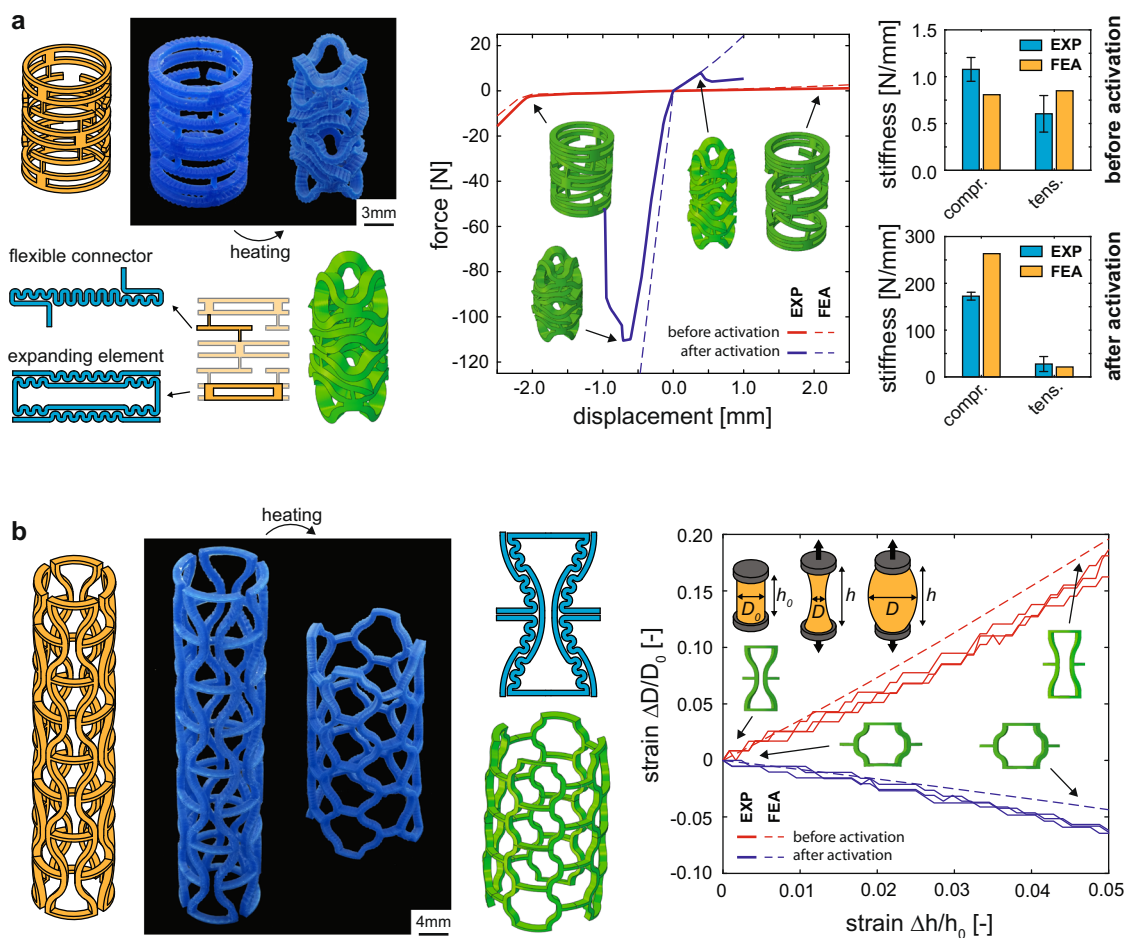 a
3mm
heating
flexible connector
expanding element
25
20
0
-20
-40
-60
-80
-100
-120
force [N]
-2.0
-1.0
0.0
1.0
2.0
displacement [mm]
EXP
FEA
before activation
after activation
1.5
1.0
0.5
0.0
stiffness [N/mm]
EXP
FEA
compr.
tens.
before activation
300
200
100
0
stiffness [N/mm]
EXP
FEA
compr.
tens.
after activation
b
heating
4mm
0.20
0.15
0.10
0.05
0
-0.05
-0.10
strain ΔD/D0 [-]
D0
h0
D
h
D
h
EXP
FEA
before activation
after activation
0
0.01
0.02
0.03
0.04
0.05
strain Δh/h0 [-]